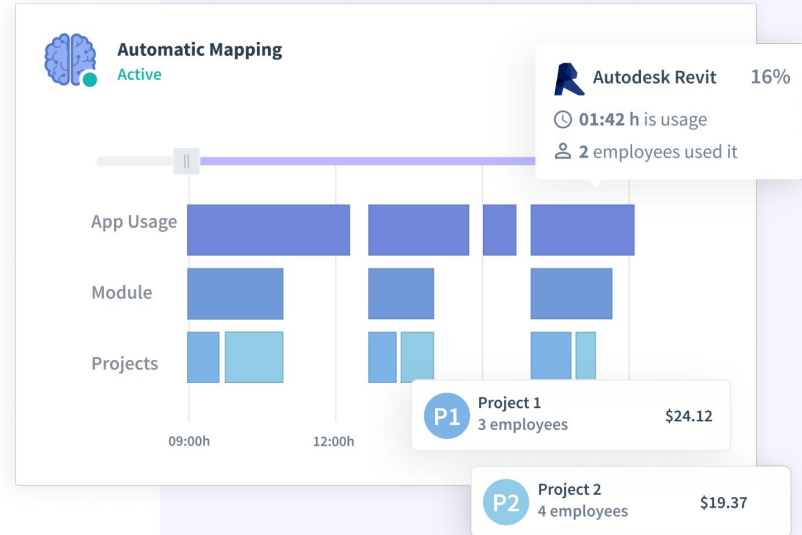 Automatic Mapping
Active
Autodesk Revit 16%
01:42 h is usage
2 employees used it
App Usage
Module
Projects
09:00h 12:00h
P1
Project 1
3 employees
$24.12
P2
Project 2
4 employees
$19.37